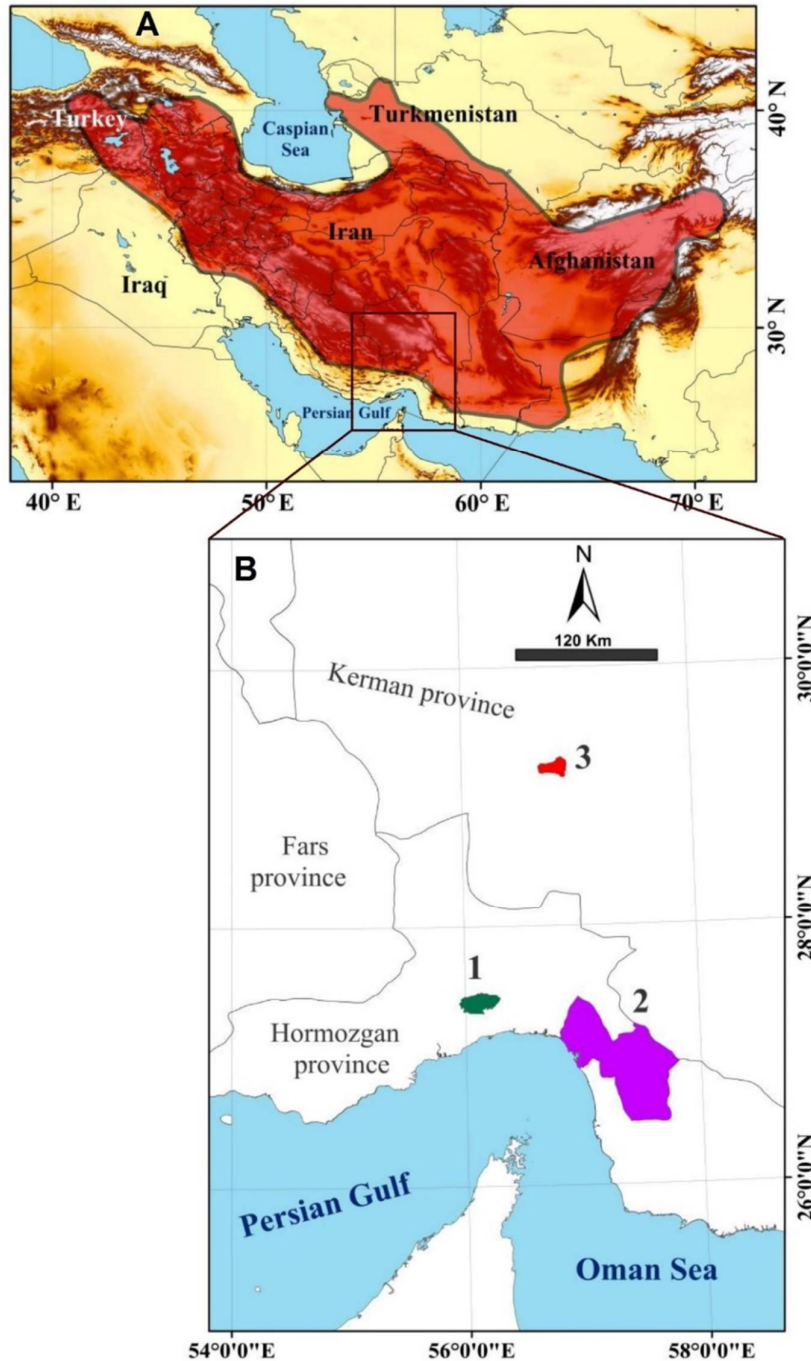 A
Turkey
Caspian
Sea
Turkmenistan
40° N
Iran
Afghanistan
Iraq
30° N
Persian Gulf
40° E
50° E
60° E
70° E
B
N
120 Km
30°0'0"N
Kerman province
3
Fars
province
28°0'0"N
1
2
Hormozgan
province
26°0'0"N
Persian Gulf
Oman Sea
54°0'0"E
56°0'0"E
58°0'0"E